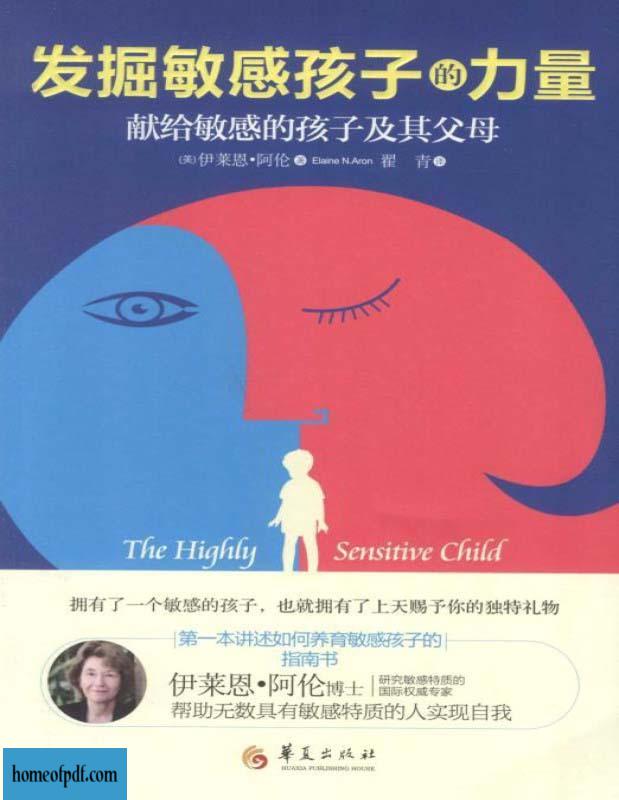 发掘敏感孩子的力量
献给敏感的孩子及其父母
(美)伊莱恩·阿伦 著 Elaine N.Aron 翟 青 译
The Highly Sensitive Child
拥有了一个敏感的孩子，也就拥有了上天赐予你的独特礼物
第一本讲述如何养育敏感孩子的
指南书
伊莱恩·阿伦博士
研究敏感特质的
国际权威专家
帮助无数具有敏感特质的人实现自我
华夏出版社
HUAXIA PUBLISHING HOUSE
homeofpdf.com